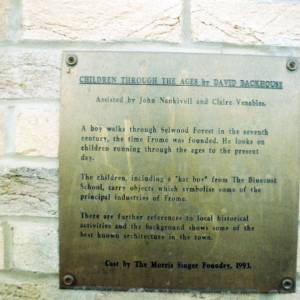 CHILDREN THROUGH THE AGES by DAVID BACKHOUSE
Assisted by John Nankivell and Claire Venables.
A boy walks through Selwood Forest in the seventh
century, the time Frome was founded. He looks on
children running through the ages to the present
day.
The children, including a "kat boy" from The Bluecoat
School, carry objects which symbolise some of the
principal industries of Frome.
There are further references to local historical
activities and the background shows some of the
best known architecture in the town.
Cast by The Morris Singer Foundry, 1993.